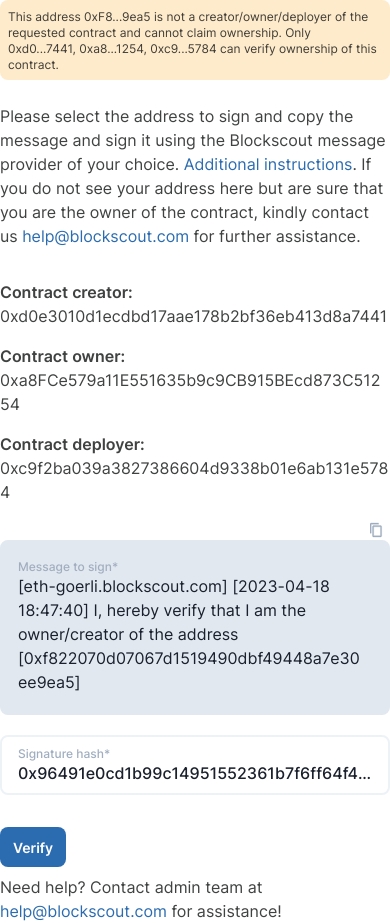 This address 0xF8...9ea5 is not a creator/owner/deployer of the
requested contract and cannot claim ownership. Only
0xd0...7441, 0xa8...1254, 0xc9...5784 can verify ownership of this
contract.
Please select the address to sign and copy the
message and sign it using the Blockscout message
provider of your choice. Additional instructions. If
you do not see your address here but are sure that
you are the owner of the contract, kindly contact
us help@blockscout.com for further assistance.
Contract creator:
0xd0e3010d1ecdbd17aae178b2bf36eb413d8a7441
Contract owner:
0xa8FCe579a11E551635b9c9CB915BEcd873C512
54
Contract deployer:
0xc9f2ba039a3827386604d9338b01e6ab131e578
4
Message to sign*
[eth-goerli.blockscout.com] [2023-04-18
18:47:40] I, hereby verify that I am the
owner/creator of the address
[0xf822070d07067d1519490dbf49448a7e30
ee9ea5]
Signature hash*
0x96491e0cd1b99c14951552361b7f6ff64f4...
Verify
Need help? Contact admin team at
help@blockscout.com for assistance!